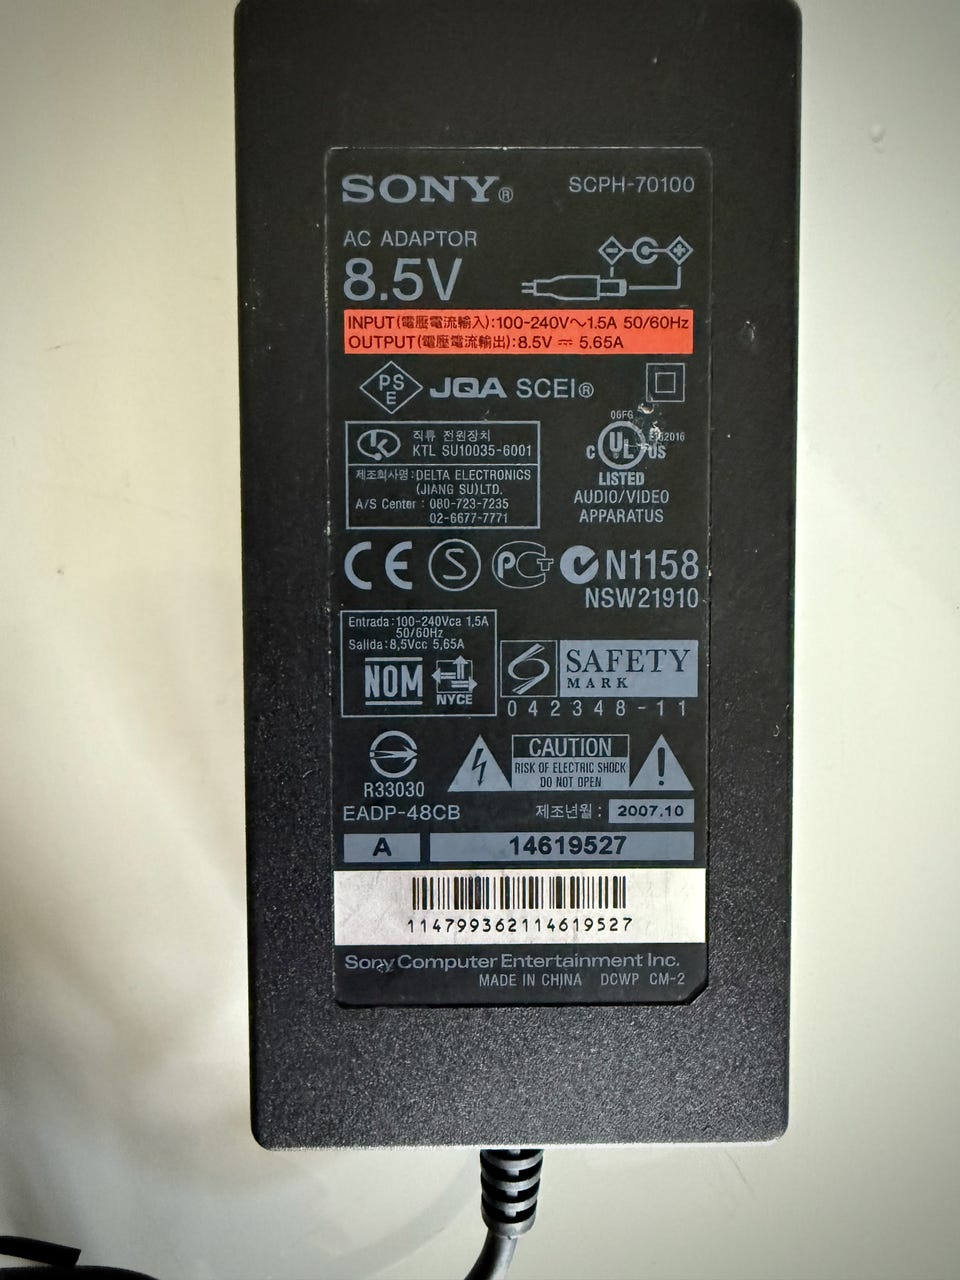 SONY® SCPH-70100
AC ADAPTOR
8.5V
INPUT(電壓電流輸入):100-240V～1.5A 50/60Hz
OUTPUT(電壓電流輸出):8.5V ⎓ 5.65A
PS E JQA SCEI®
직류 전원장치
KTL SU10035-6001
제조회사명:DELTA ELECTRONICS
(JIANG SU)LTD.
A/S Center : 080-723-7235
02-6677-7771
06FG
C UL US
LISTED
AUDIO/VIDEO
APPARATUS
CE S PCT N1158
NSW21910
Entrada:100-240Vca 1,5A
50/60Hz
Salida:8,5Vcc 5,65A
NOM NYCE
SAFETY
MARK
042348-11
R33030
CAUTION
RISK OF ELECTRIC SHOCK
DO NOT OPEN
EADP-48CB 제조년월: 2007.10
A 14619527
114799362114619527
Sony Computer Entertainment Inc.
MADE IN CHINA DCWP CM-2